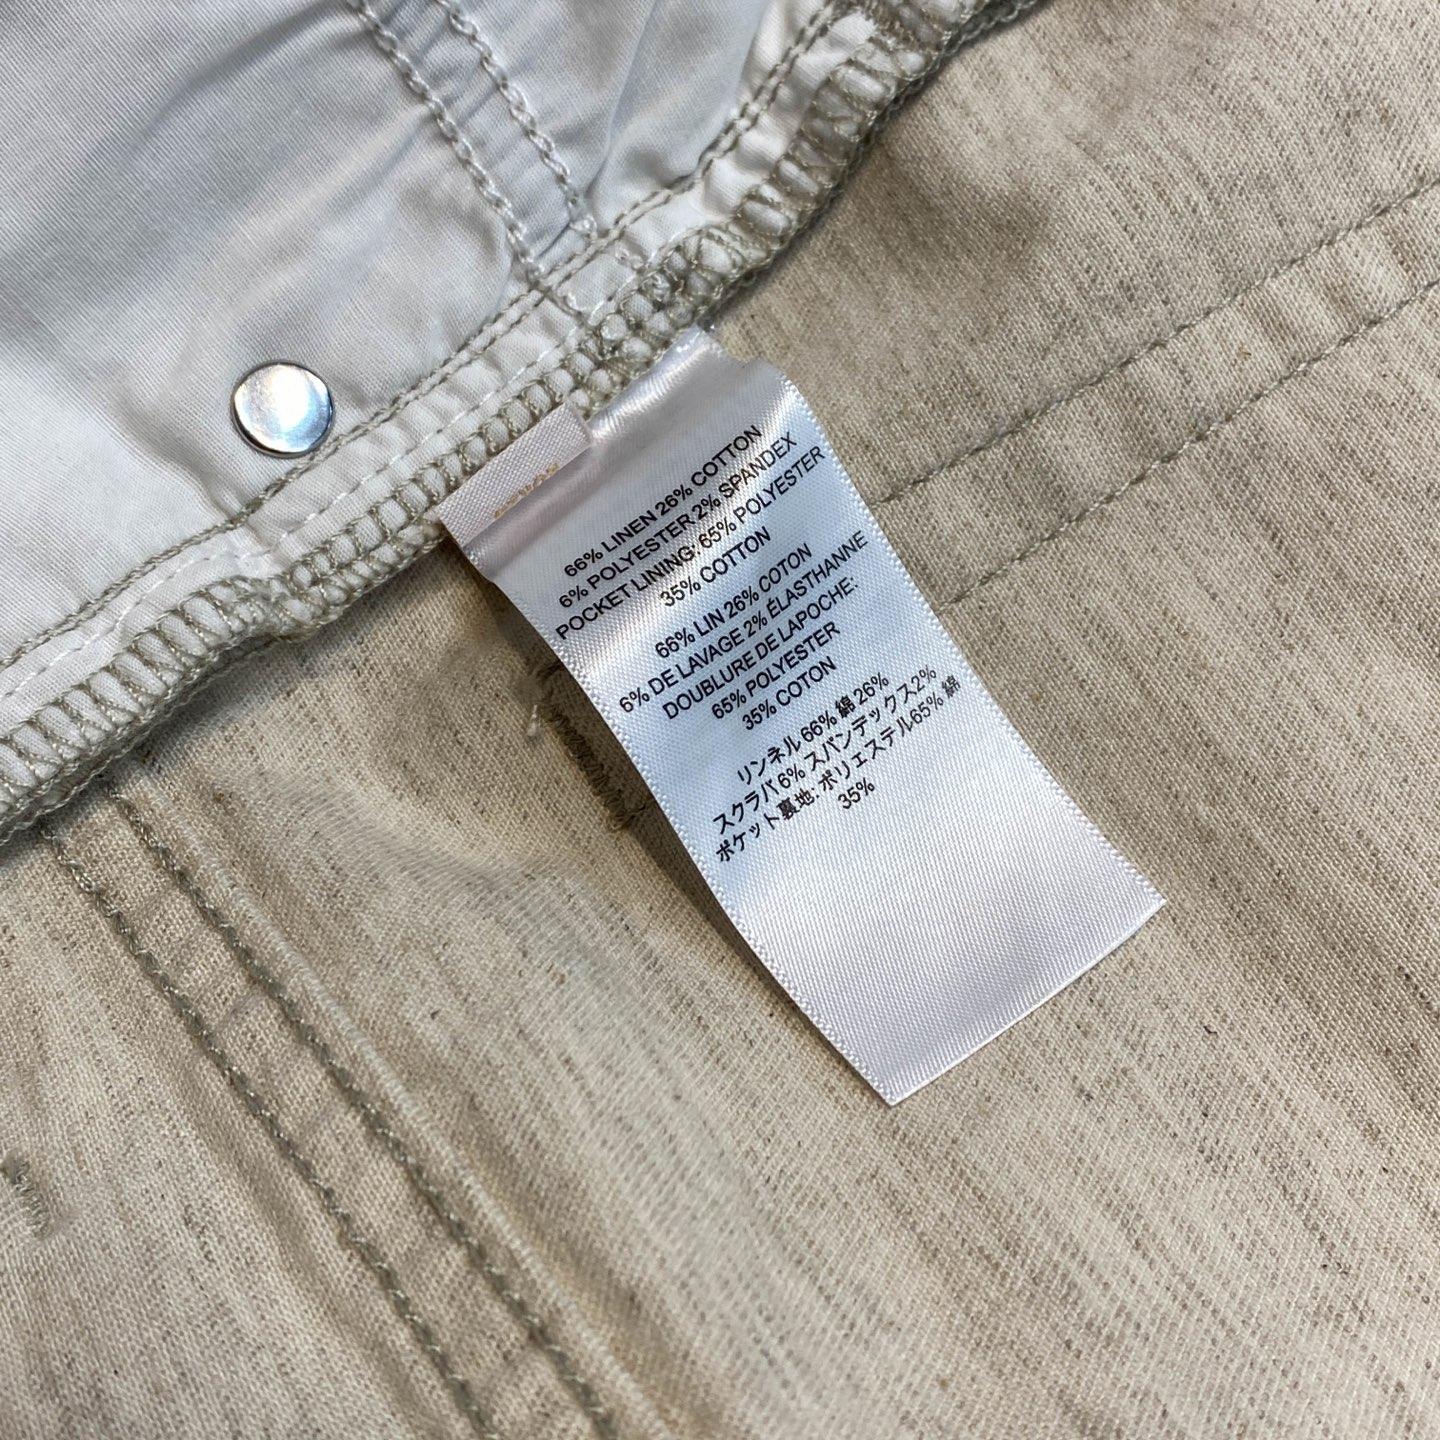 66% LINEN 26% COTTON
6% POLYESTER 2% SPANDEX
POCKET LINING: 65% POLYESTER
35% COTTON
66% LIN 26% COTON
6% DE LAVAGE 2% ÉLASTHANNE
DOUBLURE DE LAPOCHE:
65% POLYESTER
35% COTON
リンネル 66% 綿 26%
スクラバ 6% スパンデックス2%
ポケット裏地: ポリエステル65% 綿
35%